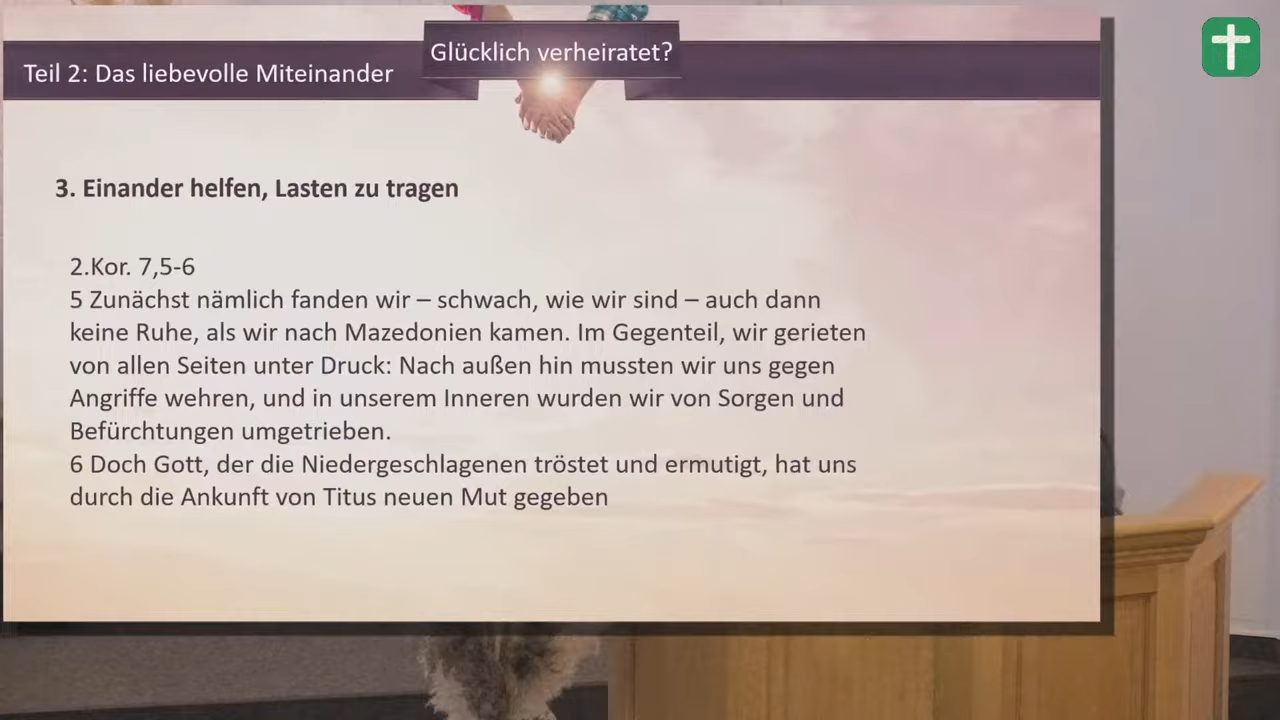 Glücklich verheiratet?
Teil 2: Das liebevolle Miteinander
3. Einander helfen, Lasten zu tragen
2.Kor. 7,5-6
5 Zunächst nämlich fanden wir – schwach, wie wir sind – auch dann
keine Ruhe, als wir nach Mazedonien kamen. Im Gegenteil, wir gerieten
von allen Seiten unter Druck: Nach außen hin mussten wir uns gegen
Angriffe wehren, und in unserem Inneren wurden wir von Sorgen und
Befürchtungen umgetrieben.
6 Doch Gott, der die Niedergeschlagenen tröstet und ermutigt, hat uns
durch die Ankunft von Titus neuen Mut gegeben